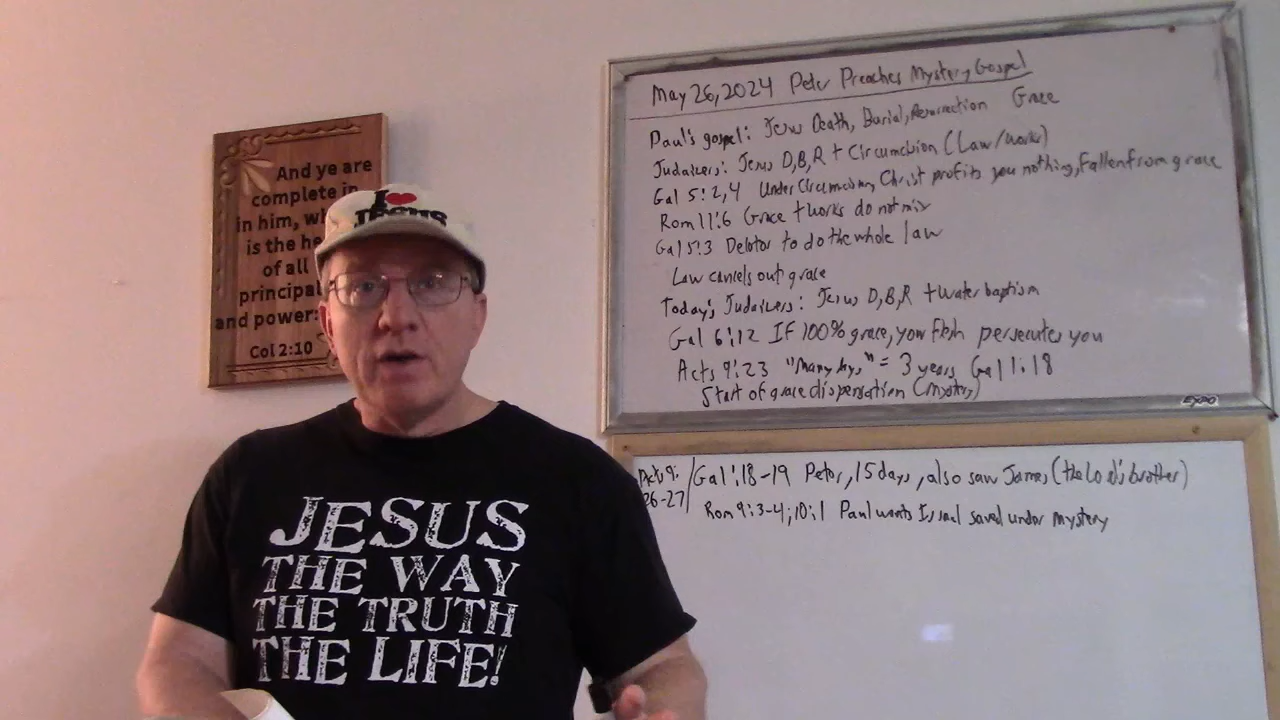 And ye are
complete in
in him, wh
is the he
of all
principal
and power:
Col 2:10
I
JESUS
JESUS
THE WAY
THE TRUTH
THE LIFE!
May 26, 2024 Peter Preaches Mystery Gospel
Paul's gospel: Jesus Death, Burial, Resurrection Grace
Judaizers: Jesus D, B, R + Circumcision (Law/works)
Gal 5:2,4 Under Circumcision, Christ profits you nothing, Fallen from grace
Rom 11:6 Grace + works do not mix
Gal 5:3 Debtor to do the whole law
Law cancels out grace
Today's Judaizers: Jesus D, B, R + water baptism
Gal 6:12 IF 100% grace, your flesh persecutes you
Acts 9:23 "Many days" = 3 years Gal 1:18
Start of grace dispensation (mystery)
EXPO
Acts 9:
26-27
Gal 1:18-19 Peter, 15 days, also saw James (the Lord's brother)
Rom 9:3-4; 10:1 Paul wants Israel saved under mystery